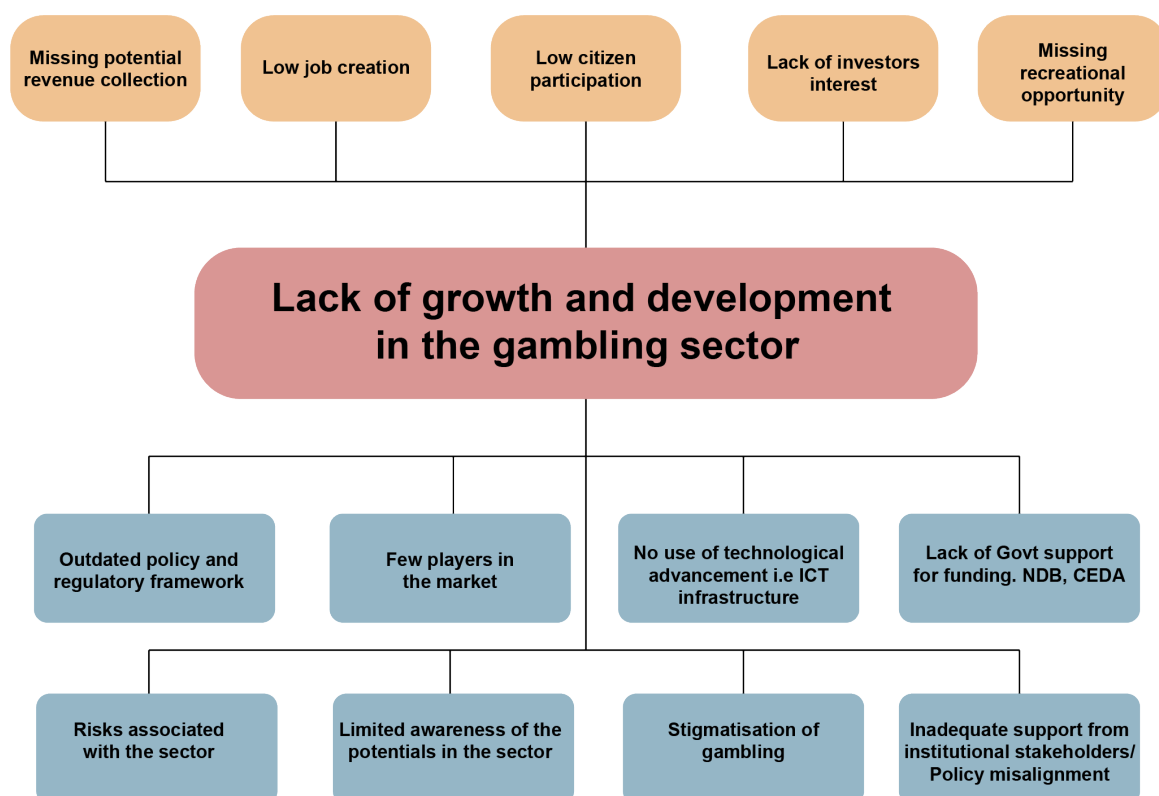 Missing potential
revenue collection
Low job creation
Low citizen
participation
Lack of investors
interest
Missing
recreational
opportunity
Lack of growth and development
in the gambling sector
Outdated policy and
regulatory framework
Few players in
the market
No use of technological
advancement i.e ICT
infrastructure
Lack of Govt support
for funding. NDB, CEDA
Risks associated
with the sector
Limited awareness of the
potentials in the sector
Stigmatisation of
gambling
Inadequate support from
institutional stakeholders/
Policy misalignment